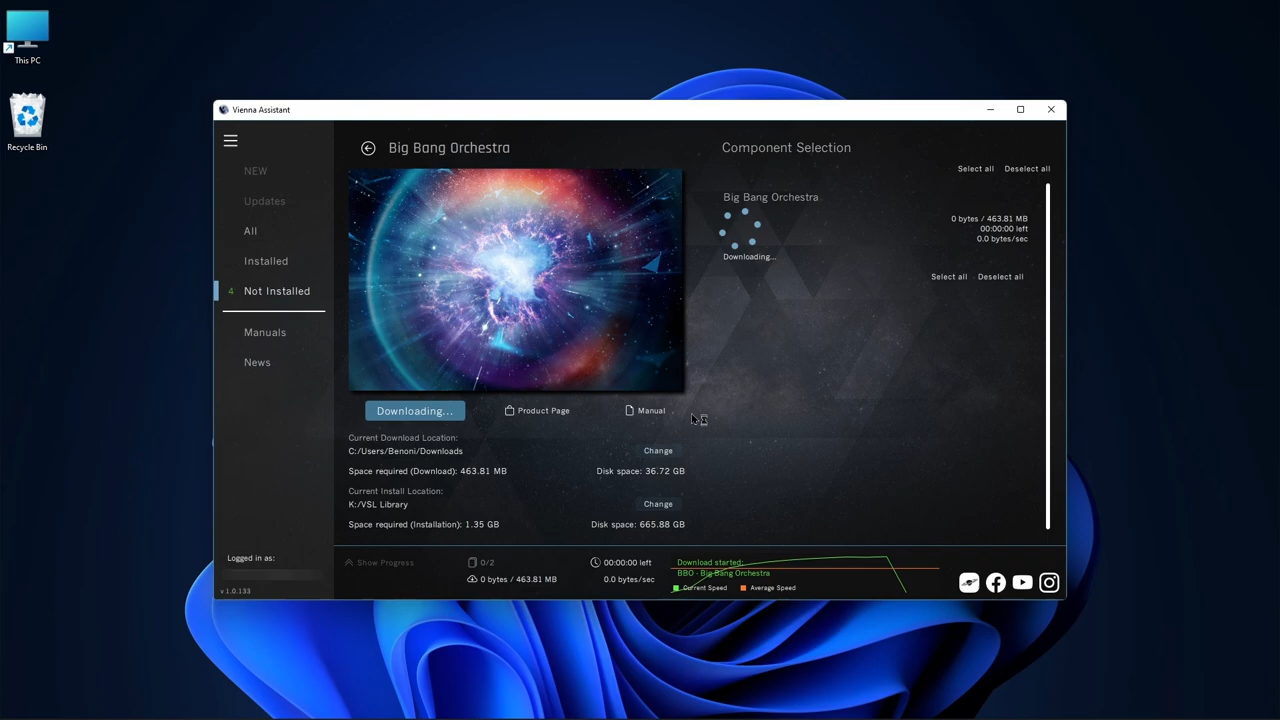 This PC
Recycle Bin
Vienna Assistant
NEW
Updates
All
Installed
4 Not Installed
Manuals
News
Logged in as:
v 1.0.133
Big Bang Orchestra
Downloading...
Product Page
Manual
Current Download Location:
C:/Users/Benoni/Downloads
Change
Space required (Download): 463.81 MB
Disk space: 36.72 GB
Current Install Location:
K:/VSL Library
Change
Space required (Installation): 1.35 GB
Disk space: 665.88 GB
Component Selection
Select all Deselect all
Big Bang Orchestra
0 bytes / 463.81 MB
00:00:00 left
0.0 bytes/sec
Downloading...
Select all Deselect all
Show Progress
0/2
0 bytes / 463.81 MB
00:00:00 left
0.0 bytes/sec
Download started:
BBO - Big Bang Orchestra
Current Speed
Average Speed